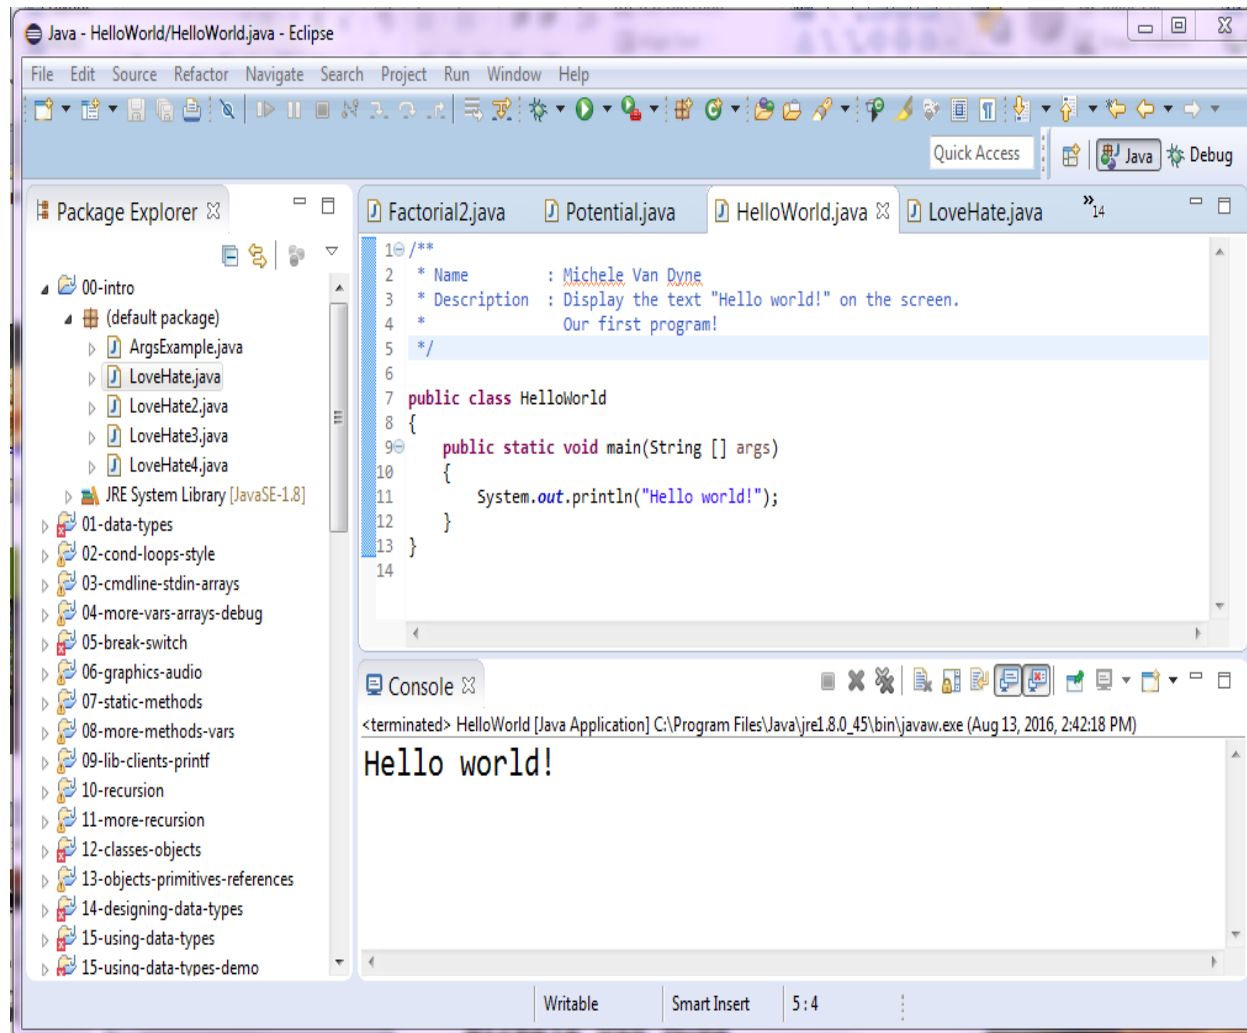 Java - HelloWorld/HelloWorld.java - Eclipse
File Edit Source Refactor Navigate Search Project Run Window Help
Quick Access Java Debug
Package Explorer
00-intro
(default package)
ArgsExample.java
LoveHate.java
LoveHate2.java
LoveHate3.java
LoveHate4.java
JRE System Library [JavaSE-1.8]
01-data-types
02-cond-loops-style
03-cmdline-stdin-arrays
04-more-vars-arrays-debug
05-break-switch
06-graphics-audio
07-static-methods
08-more-methods-vars
09-lib-clients-printf
10-recursion
11-more-recursion
12-classes-objects
13-objects-primitives-references
14-designing-data-types
15-using-data-types
15-using-data-types-demo
Factorial2.java Potential.java HelloWorld.java LoveHate.java »14
1 /**
2 * Name : Michele Van Dyne
3 * Description : Display the text "Hello world!" on the screen.
4 * Our first program!
5 */
6
7 public class HelloWorld
8 {
9 public static void main(String [] args)
10 {
11 System.out.println("Hello world!");
12 }
13 }
14
Console
<terminated> HelloWorld [Java Application] C:\Program Files\Java\jre1.8.0_45\bin\javaw.exe (Aug 13, 2016, 2:42:18 PM)
Hello world!
Writable Smart Insert 5 : 4